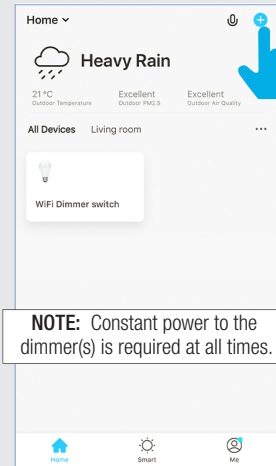 Home
Heavy Rain
21 °C Excellent Excellent
Outdoor Temperature Outdoor PM2.5 Outdoor Air Quality
All Devices Living room ...
WiFi Dimmer switch
NOTE: Constant power to the
dimmer(s) is required at all times.
Home Smart Me